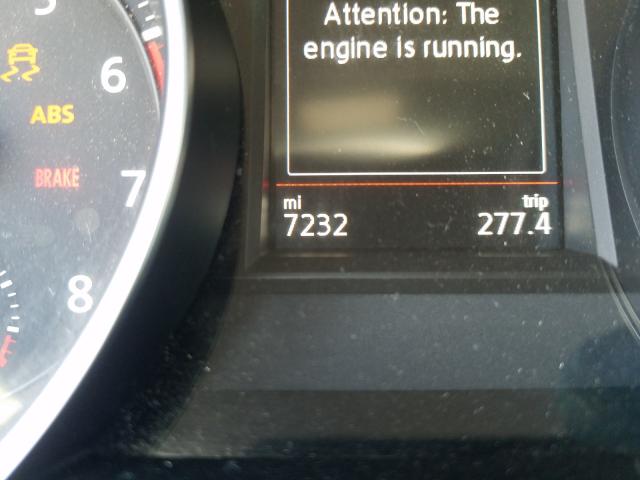 Attention: The
engine is running.
6
ABS
BRAKE
7
mi
trip
7232
277.4
8